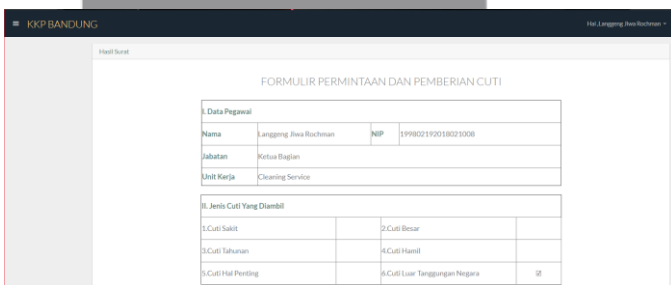 ≡ KKP BANDUNG
Hai ,Langgeng Jiwa Rochman
Hasil Surat
FORMULIR PERMINTAAN DAN PEMBERIAN CUTI
I. Data Pegawai
Nama Langgeng Jiwa Rochman NIP 199802192018021008
Jabatan Ketua Bagian
Unit Kerja Cleaning Service
II. Jenis Cuti Yang Diambil
1.Cuti Sakit 2.Cuti Besar
3.Cuti Tahunan 4.Cuti Hamil
5.Cuti Hal Penting 6.Cuti Luar Tanggungan Negara ☑